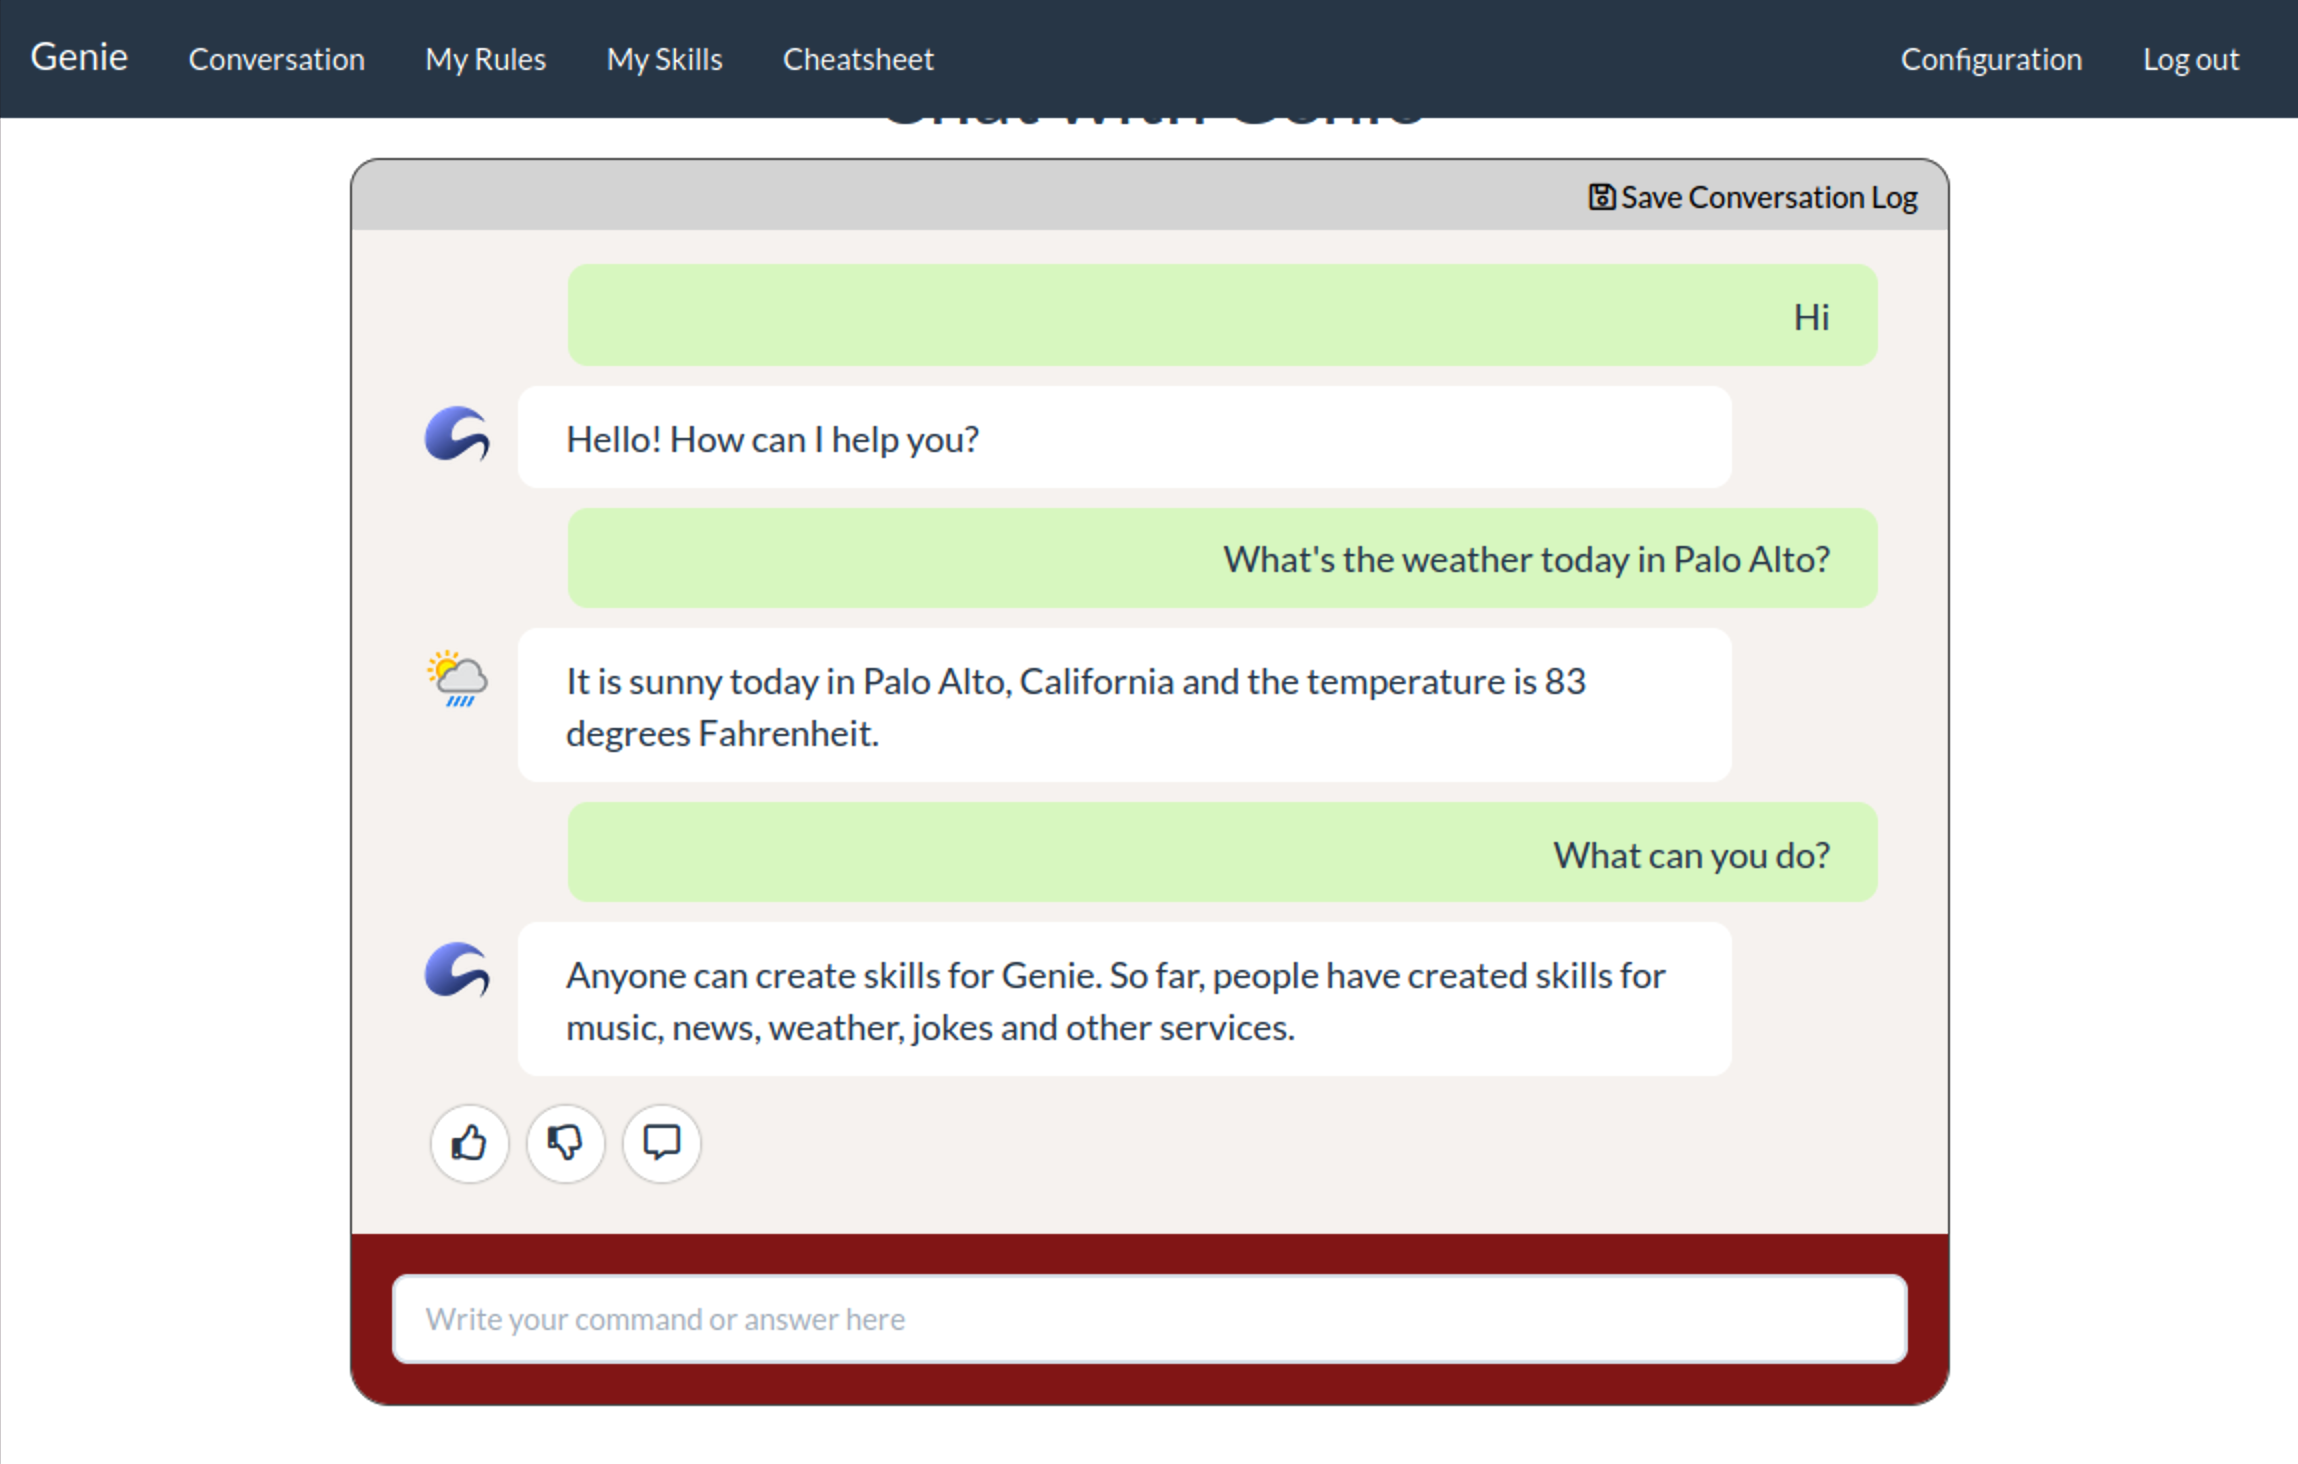 Genie Conversation My Rules My Skills Cheatsheet Configuration Log out
Chat with Genie
Save Conversation Log
Hi
Hello! How can I help you?
What's the weather today in Palo Alto?
It is sunny today in Palo Alto, California and the temperature is 83
degrees Fahrenheit.
What can you do?
Anyone can create skills for Genie. So far, people have created skills for
music, news, weather, jokes and other services.
Write your command or answer here